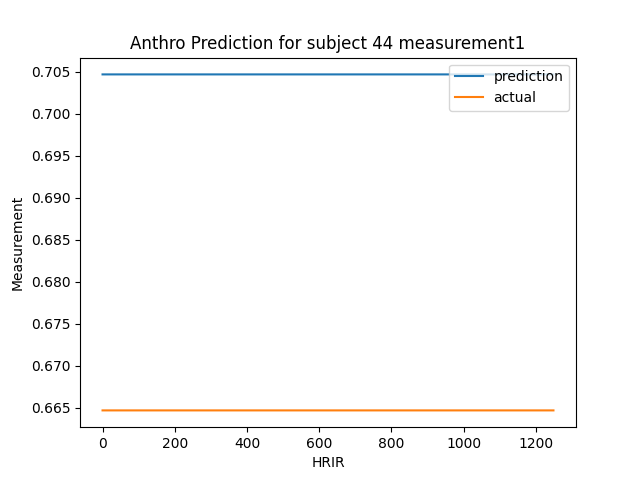 Anthro Prediction for subject 44 measurement1
prediction
actual
0.705
0.700
0.695
0.690
0.685
0.680
0.675
0.670
0.665
Measurement
0 200 400 600 800 1000 1200
HRIR